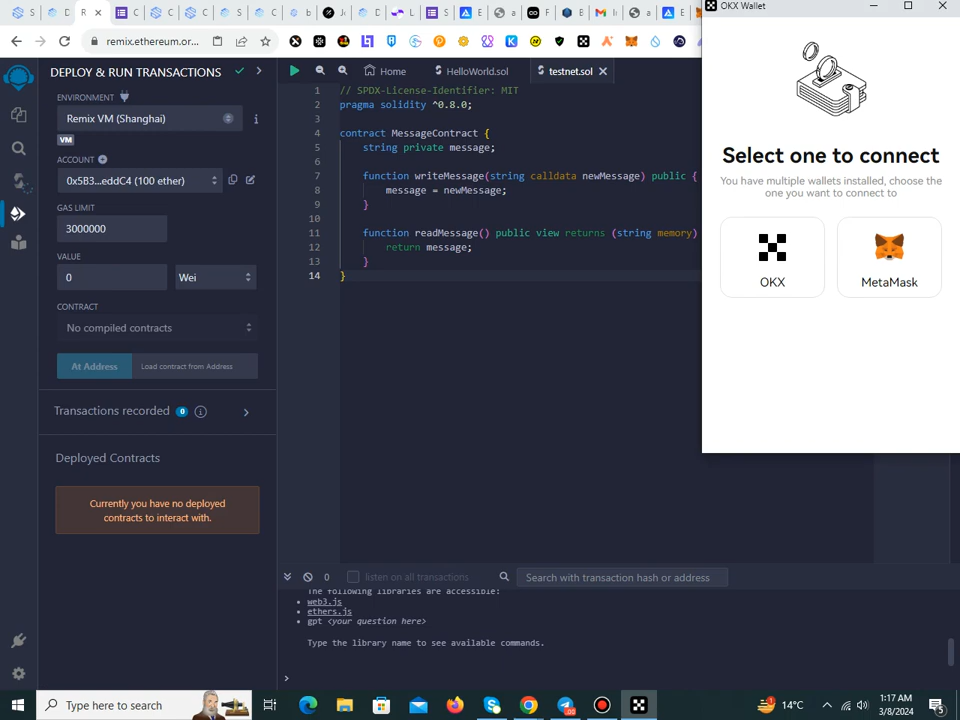 OKX Wallet
remix.ethereum.or...
DEPLOY & RUN TRANSACTIONS
ENVIRONMENT
Remix VM (Shanghai)
VM
ACCOUNT
0x5B3...eddC4 (100 ether)
GAS LIMIT
3000000
VALUE
0
Wei
CONTRACT
No compiled contracts
At Address
Load contract from Address
Transactions recorded 0
Deployed Contracts
Currently you have no deployed
contracts to interact with.
Home
HelloWorld.sol
testnet.sol
1 // SPDX-License-Identifier: MIT
2 pragma solidity ^0.8.0;
3
4 contract MessageContract {
5 string private message;
6
7 function writeMessage(string calldata newMessage) public {
8 message = newMessage;
9 }
10
11 function readMessage() public view returns (string memory)
12 return message;
13 }
14 }
Select one to connect
You have multiple wallets installed, choose the
one you want to connect to
OKX
MetaMask
0
listen on all transactions
Search with transaction hash or address
The following libraries are accessible:
web3.js
ethers.js
gpt <your question here>
Type the library name to see available commands.
>
Type here to search
14°C
1:17 AM
3/8/2024
5